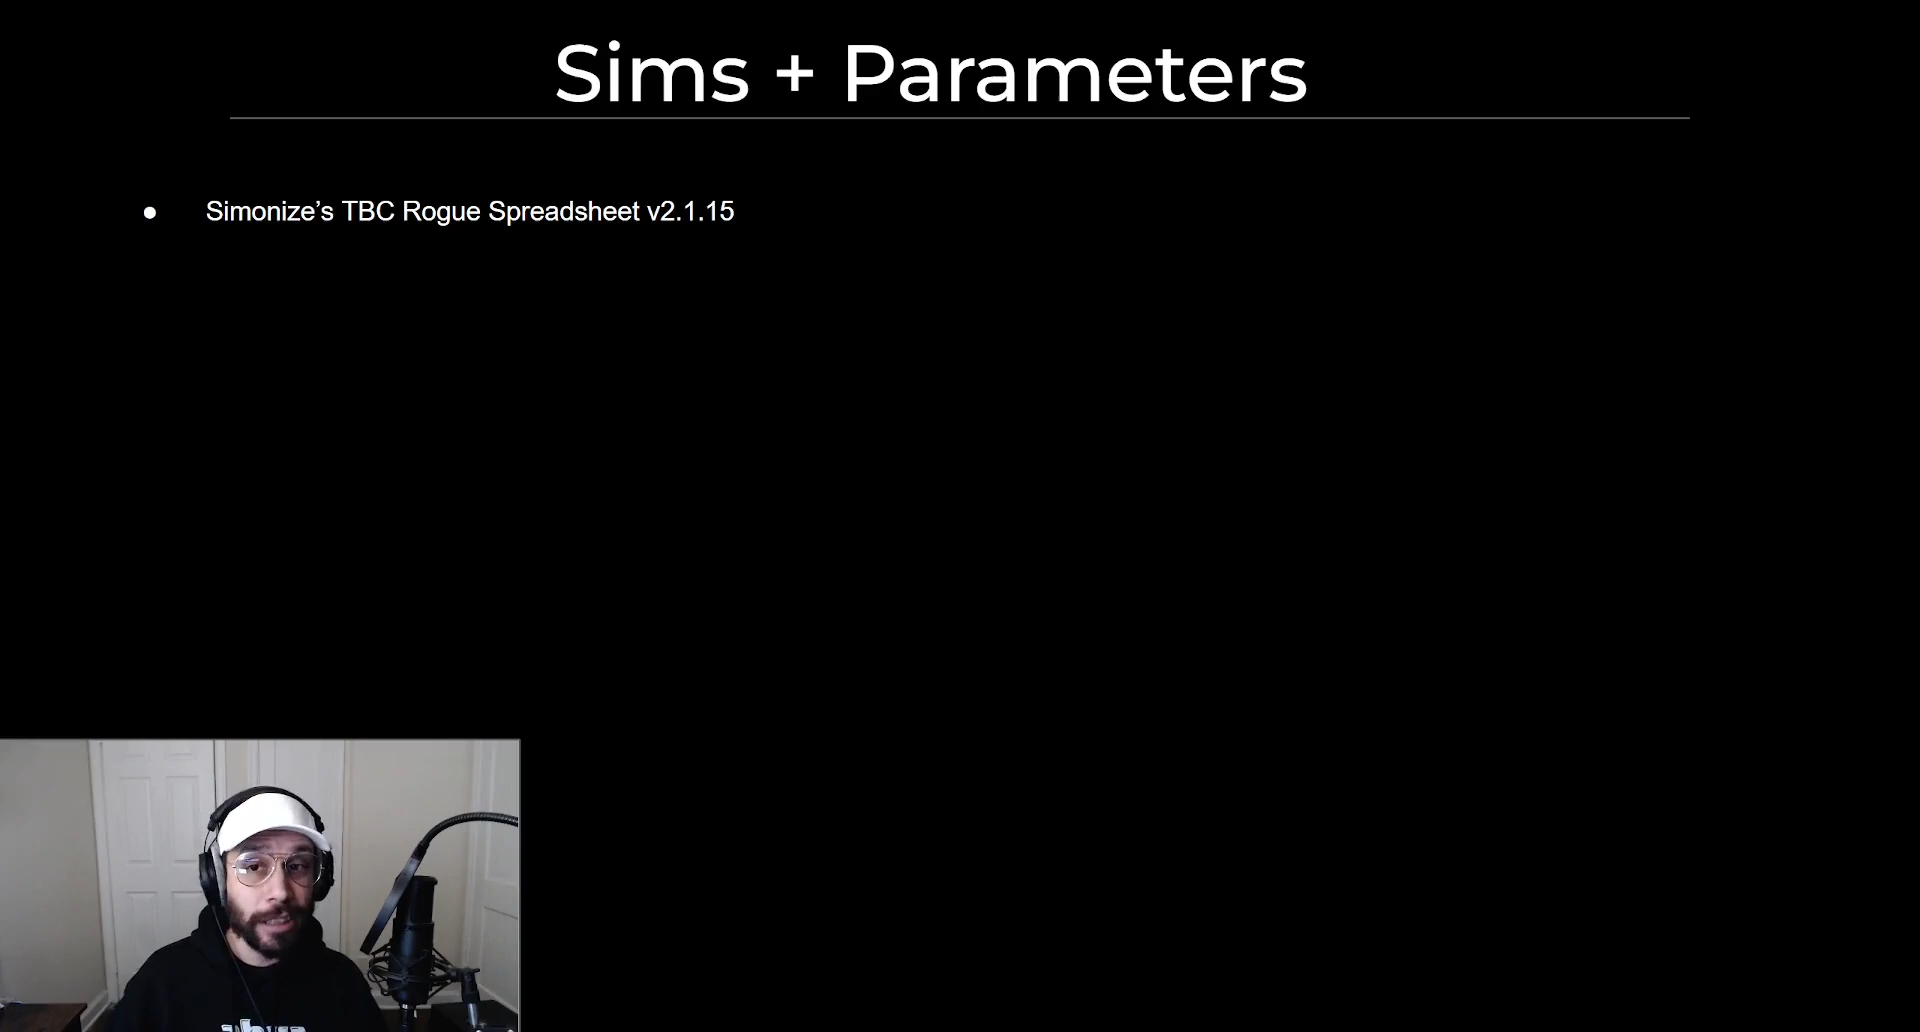 Sims + Parameters
● Simonize’s TBC Rogue Spreadsheet v2.1.15